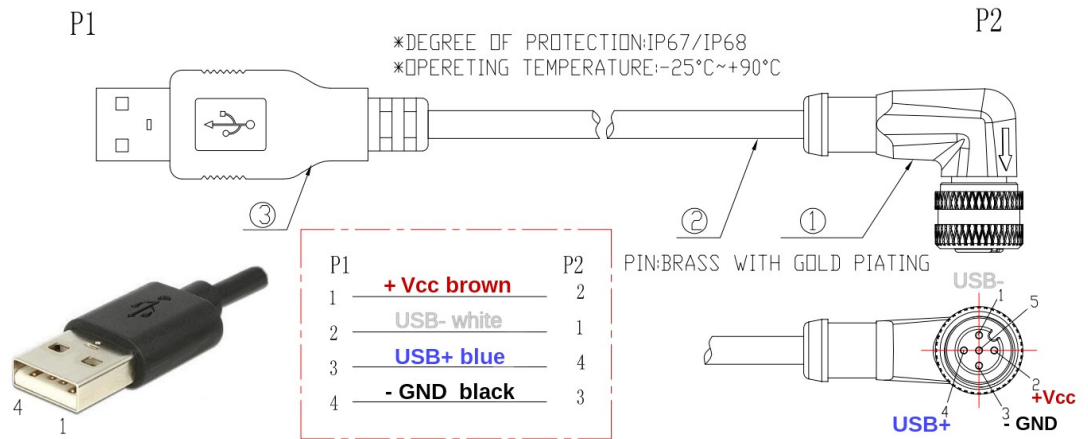 P1
P2
*DEGREE OF PROTECTION:IP67/IP68
*OPERETING TEMPERATURE:-25°C~+90°C
3
2
1
PIN:BRASS WITH GOLD PIATING
P1 P2
1 + Vcc brown 2
2 USB- white 1
3 USB+ blue 4
4 - GND black 3
4
1
USB-
1
5
2
+Vcc
3
- GND
4
USB+